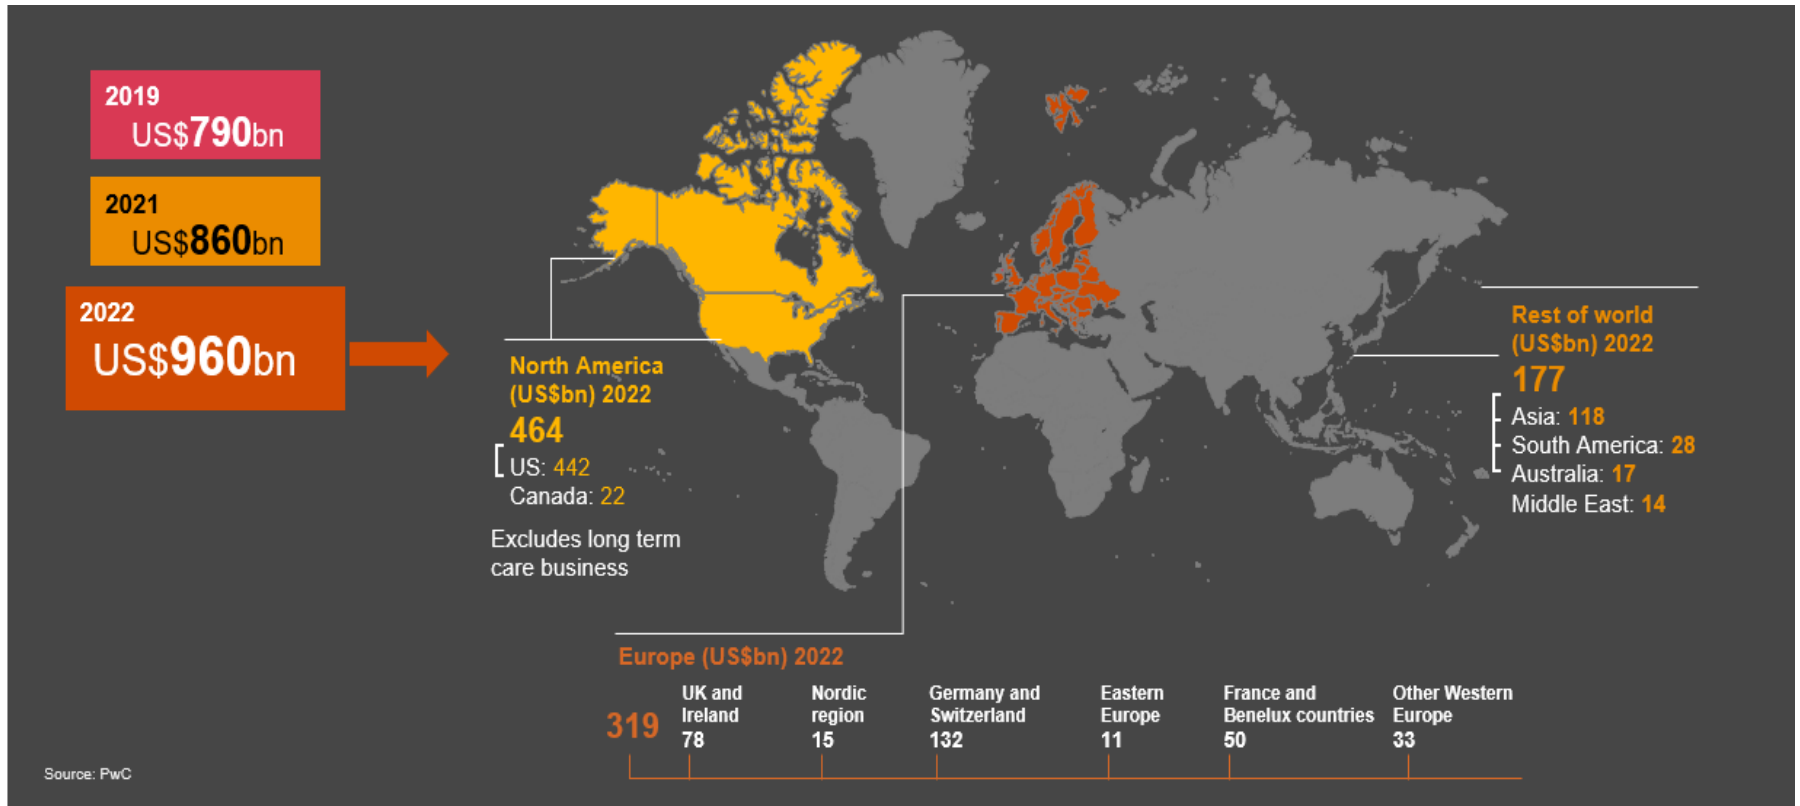 2019
US$790bn
2021
US$860bn
2022
US$960bn
North America
(US$bn) 2022
464
US: 442
Canada: 22
Excludes long term
care business
Rest of world
(US$bn) 2022
177
Asia: 118
South America: 28
Australia: 17
Middle East: 14
Europe (US$bn) 2022
319
UK and
Ireland
78
Nordic
region
15
Germany and
Switzerland
132
Eastern
Europe
11
France and
Benelux countries
50
Other Western
Europe
33
Source: PwC